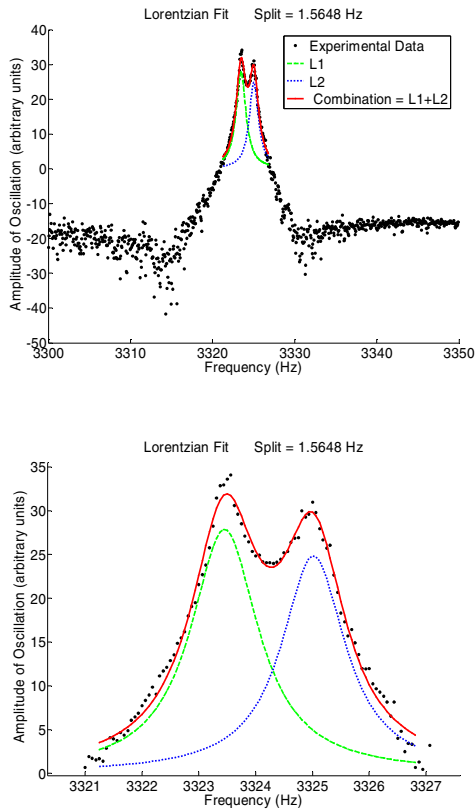 Lorentzian Fit Split = 1.5648 Hz
40
30
20
10
0
-10
-20
-30
-40
-50
Amplitude of Oscillation (arbitrary units)
Experimental Data
L1
L2
Combination = L1+L2
3300 3310 3320 3330 3340 3350
Frequency (Hz)
Lorentzian Fit Split = 1.5648 Hz
35
30
25
20
15
10
5
0
Amplitude of Oscillation (arbitrary units)
3321 3322 3323 3324 3325 3326 3327
Frequency (Hz)